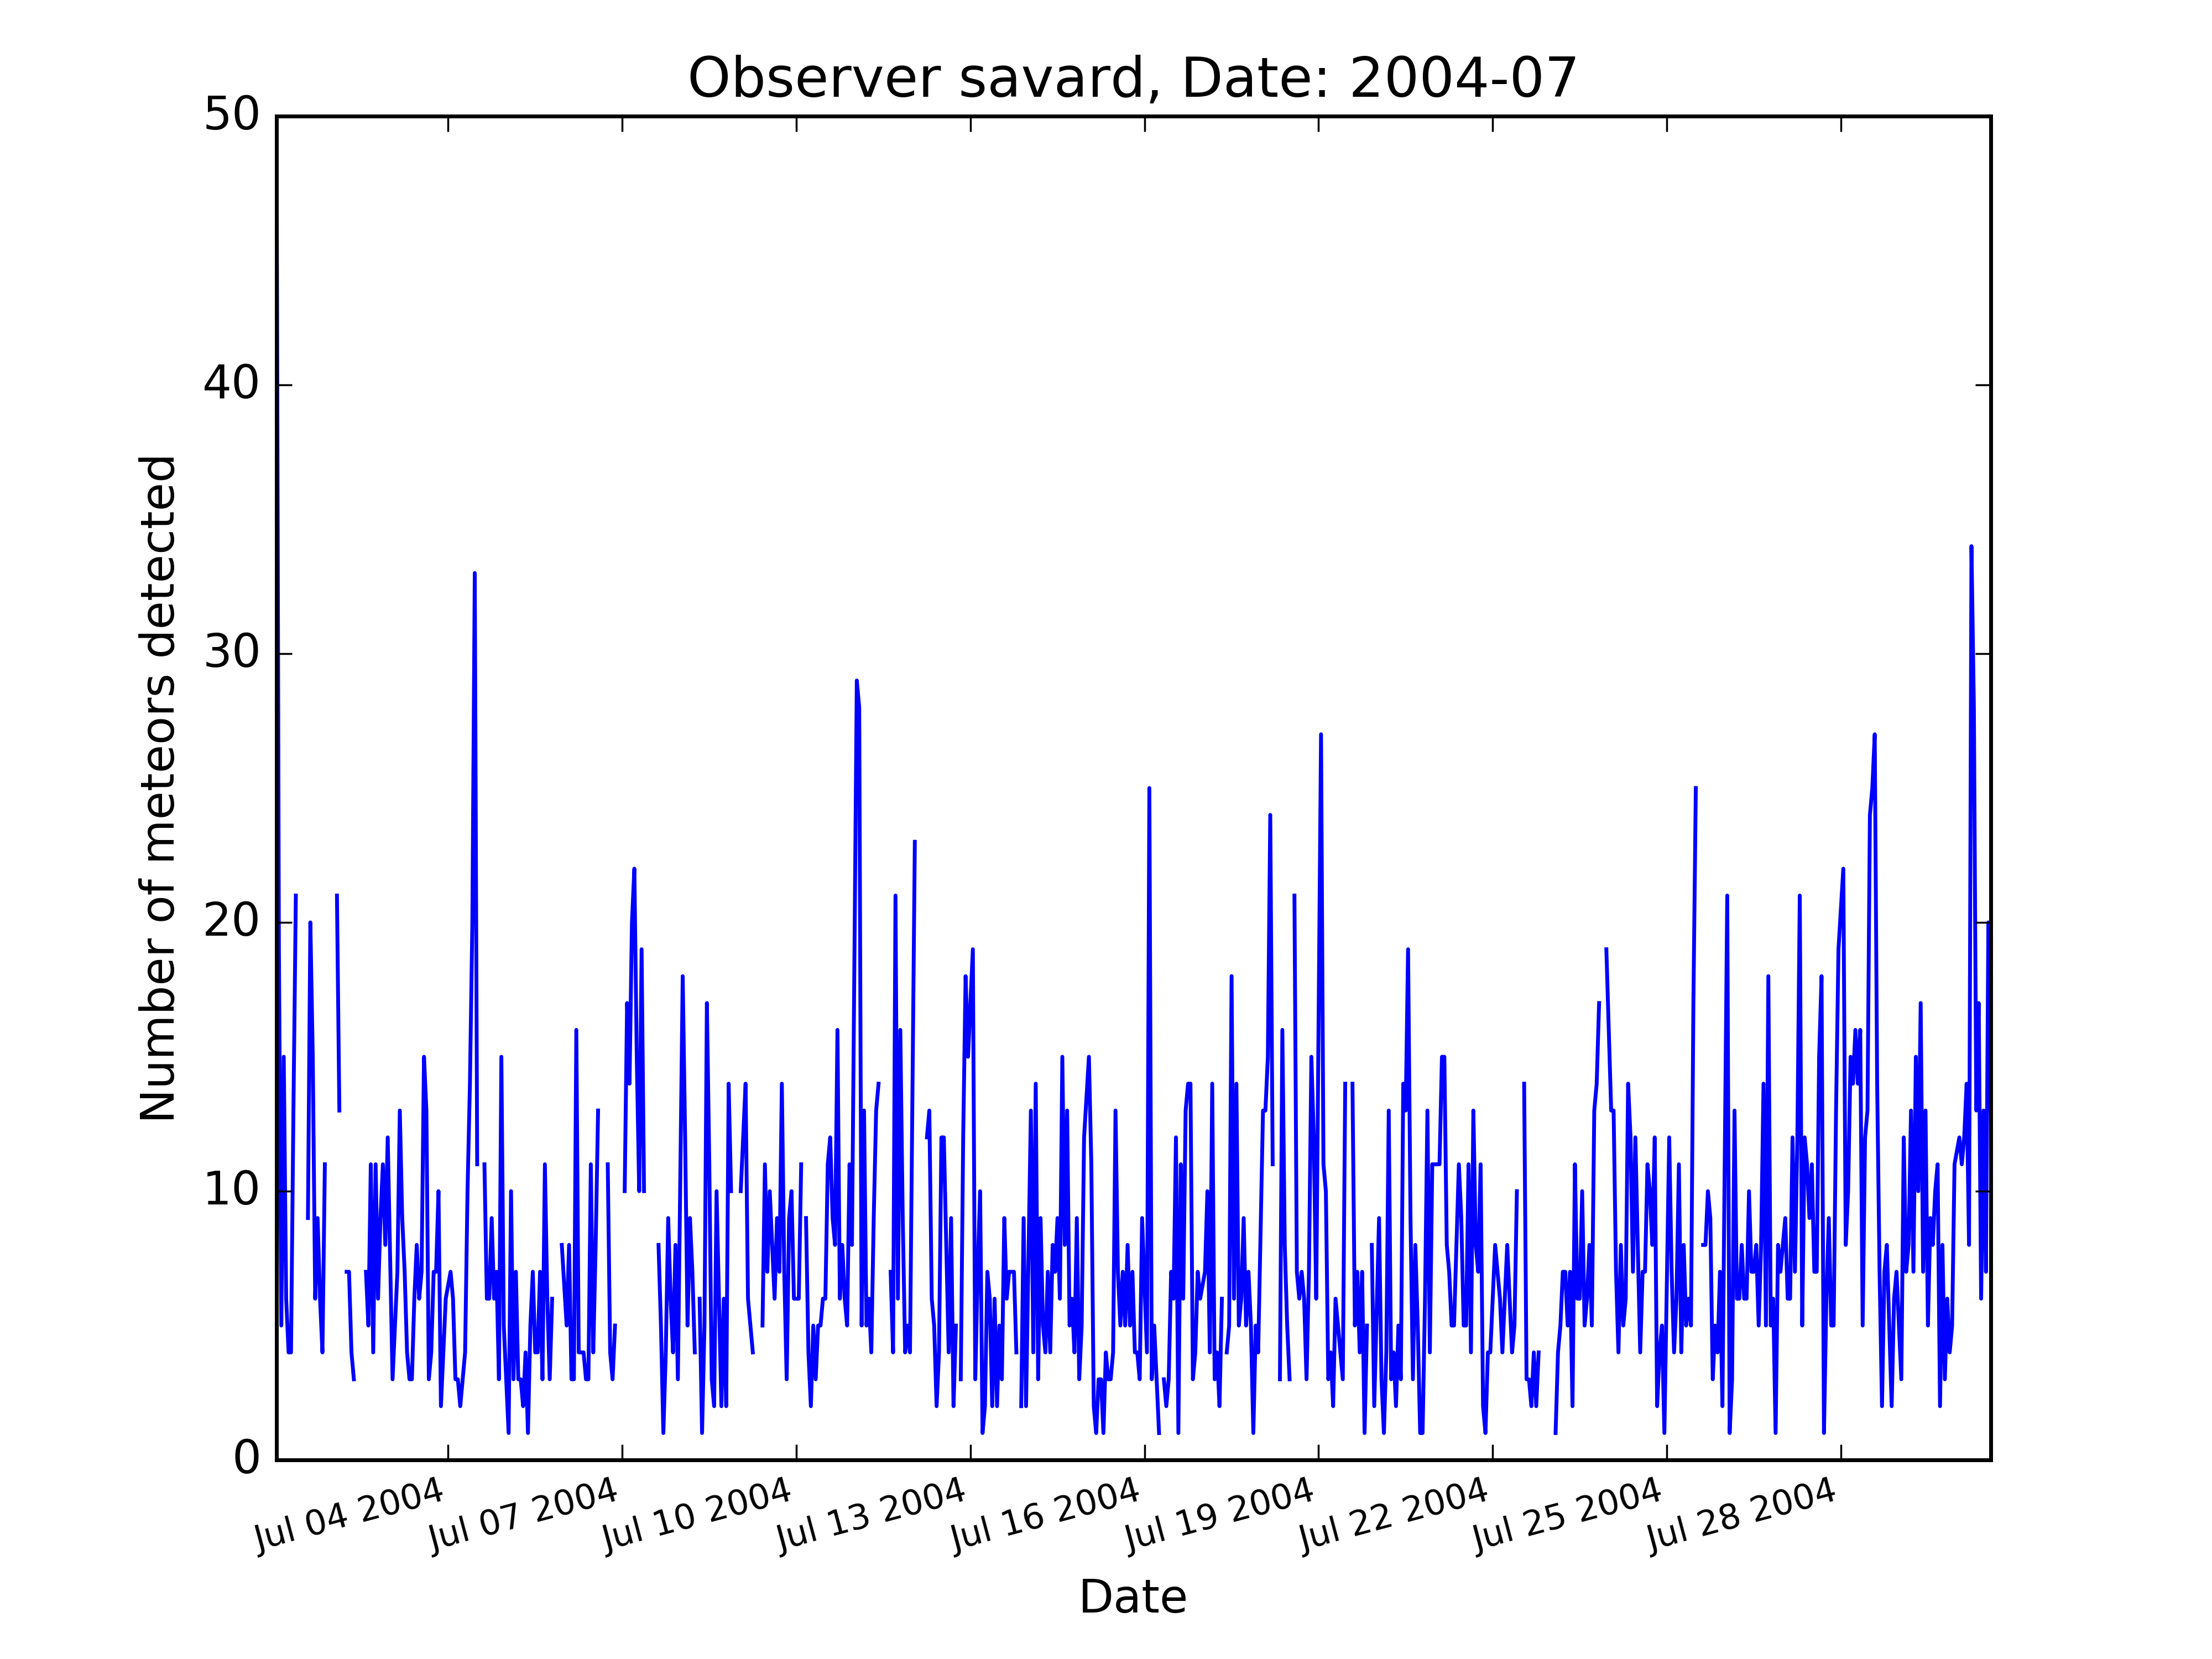 Observer savard, Date: 2004-07
50
40
30
20
10
0
Number of meteors detected
Jul 04 2004
Jul 07 2004
Jul 10 2004
Jul 13 2004
Jul 16 2004
Jul 19 2004
Jul 22 2004
Jul 25 2004
Jul 28 2004
Date